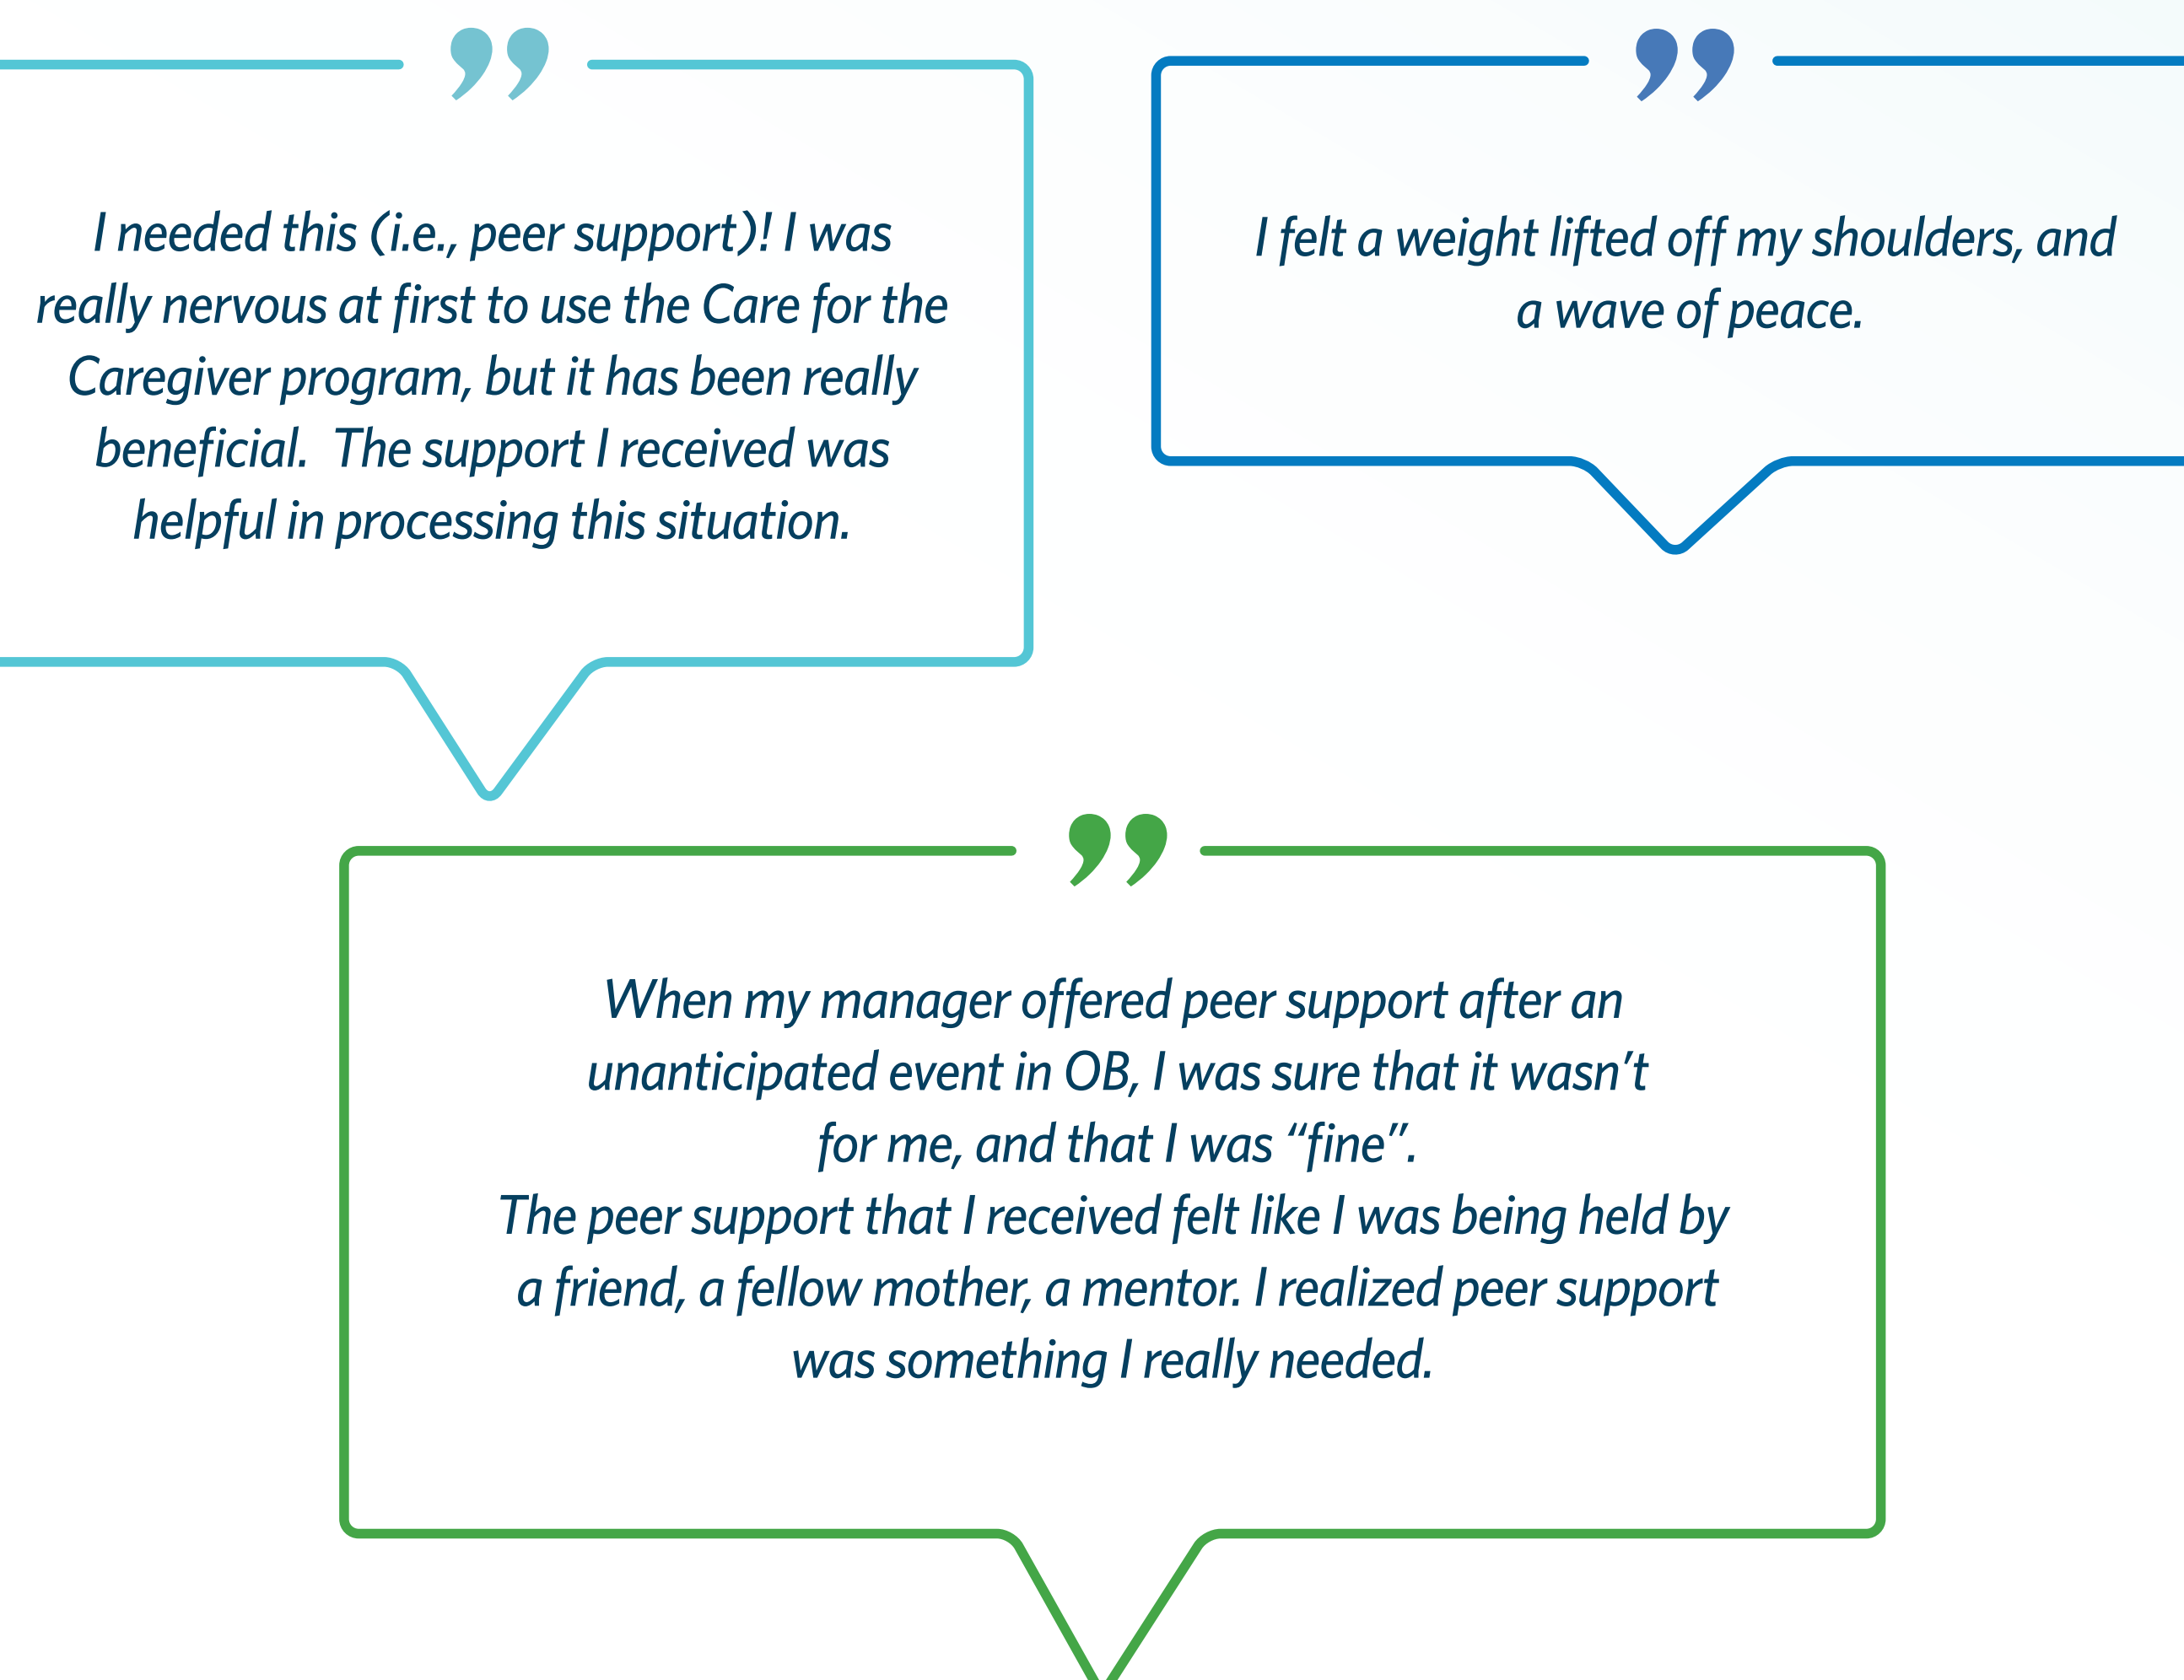 I needed this (i.e., peer support)! I was
really nervous at first to use the Care for the
Caregiver program, but it has been really
beneficial.  The support I received was
helpful in processing this situation.
I felt a weight lifted off my shoulders, and
a wave of peace.
When my manager offered peer support after an
unanticipated event in OB, I was sure that it wasn’t
for me, and that I was “fine”.
The peer support that I received felt like I was being held by
a friend, a fellow mother, a mentor. I realized peer support
was something I really needed.